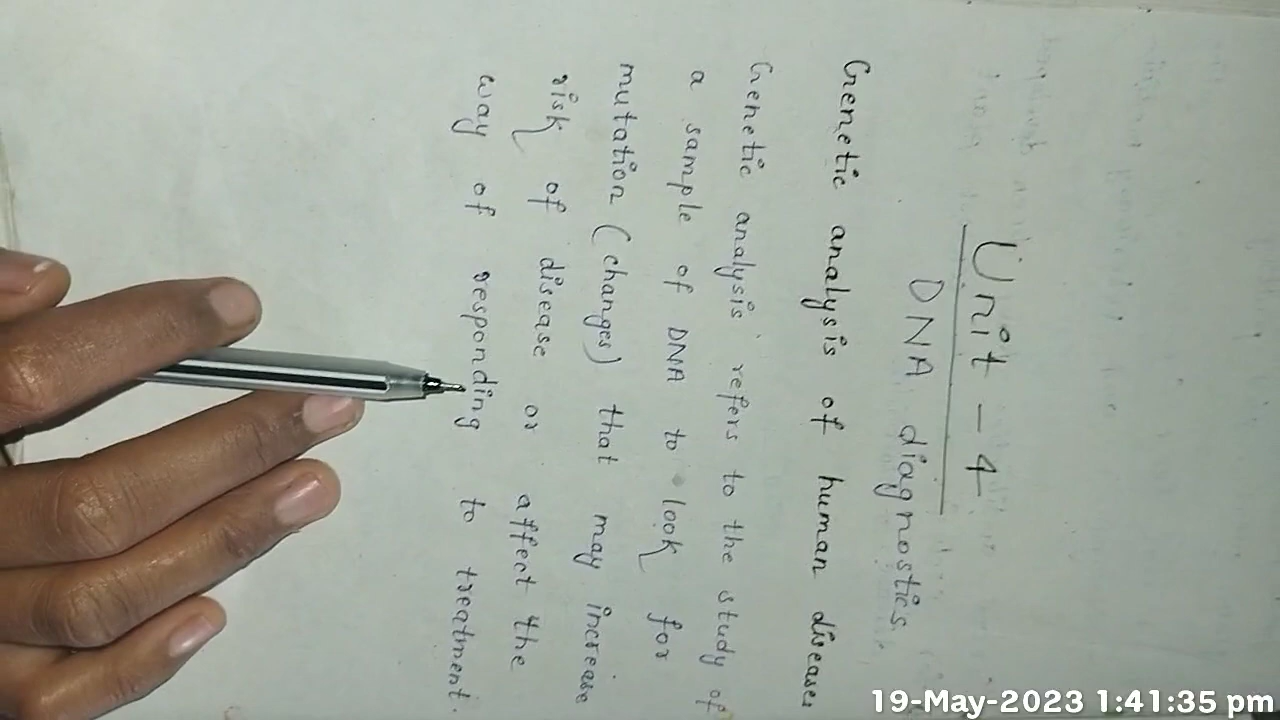 Unit - 4
DNA diagnostics.
Genetic analysis of human diseases
Genetic analysis refers to the study of
a sample of DNA to look for
mutation (changes) that may increase
risk of disease or affect the
way of responding to treatment.
19-May-2023 1:41:35 pm